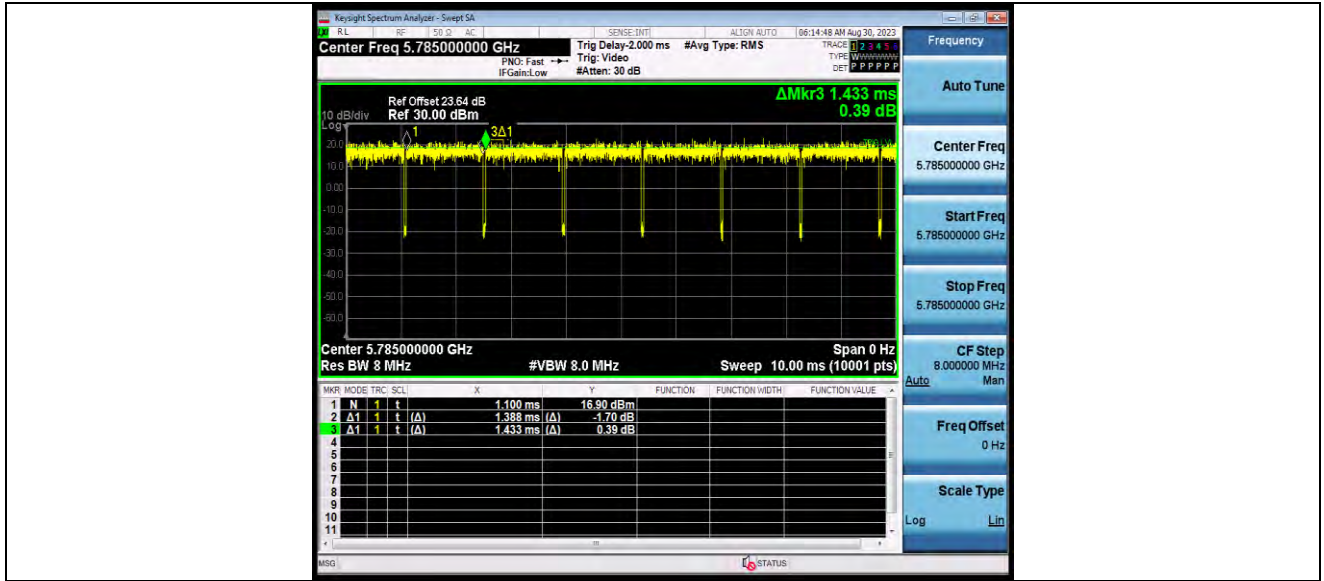 Keysight Spectrum Analyzer - Swept SA
RL RF 50 Ω AC SENSE:INT ALIGN AUTO 06:14:48 AM Aug 30, 2023
Center Freq 5.785000000 GHz
PNO: Fast
IFGain:Low
Trig Delay-2.000 ms
Trig: Video
#Atten: 30 dB
#Avg Type: RMS
TRACE 1 2 3 4 5 6
TYPE WWWWWW
DET P P P P P P
ΔMkr3 1.433 ms
0.39 dB
Ref Offset 23.64 dB
10 dB/div Ref 30.00 dBm
Log
1
3Δ1
20.0
10.0
0.00
-10.0
-20.0
-30.0
-40.0
-50.0
-60.0
Center 5.785000000 GHz Span 0 Hz
Res BW 8 MHz #VBW 8.0 MHz Sweep 10.00 ms (10001 pts)
MKR MODE TRC SCL X Y FUNCTION FUNCTION WIDTH FUNCTION VALUE
1 N 1 t 1.100 ms 16.90 dBm
2 Δ1 1 t (Δ) 1.388 ms (Δ) -1.70 dB
3 Δ1 1 t (Δ) 1.433 ms (Δ) 0.39 dB
4
5
6
7
8
9
10
11
MSG STATUS
Frequency
Auto Tune
Center Freq
5.785000000 GHz
Start Freq
5.785000000 GHz
Stop Freq
5.785000000 GHz
CF Step
8.000000 MHz
Auto Man
Freq Offset
0 Hz
Scale Type
Log Lin